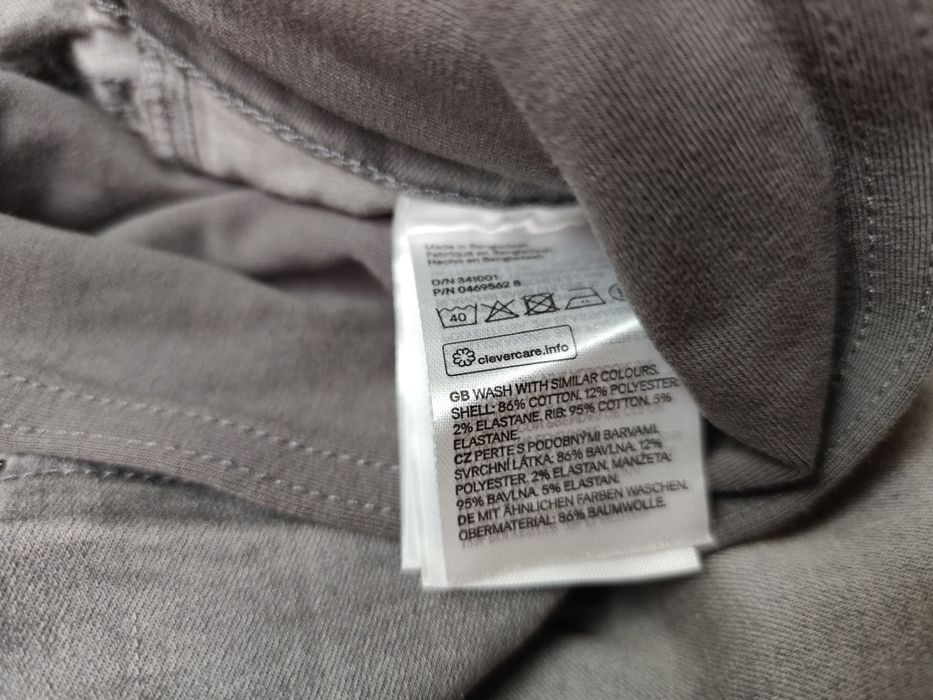 Made in Bangladesh
Fabriqué en Bangladesh
Hecho en Bangladesh
O/N 341001
P/N 0469562 8
40
clevercare.info
GB WASH WITH SIMILAR COLOURS.
SHELL: 86% COTTON. 12% POLYESTER.
2% ELASTANE. RIB: 95% COTTON. 5%
ELASTANE.
CZ PERTE S PODOBNÝMI BARVAMI.
SVRCHNÍ LÁTKA: 86% BAVLNA. 12%
POLYESTER. 2% ELASTAN. MANŽETA:
95% BAVLNA. 5% ELASTAN.
DE MIT ÄHNLICHEN FARBEN WASCHEN.
OBERMATERIAL: 86% BAUMWOLLE.